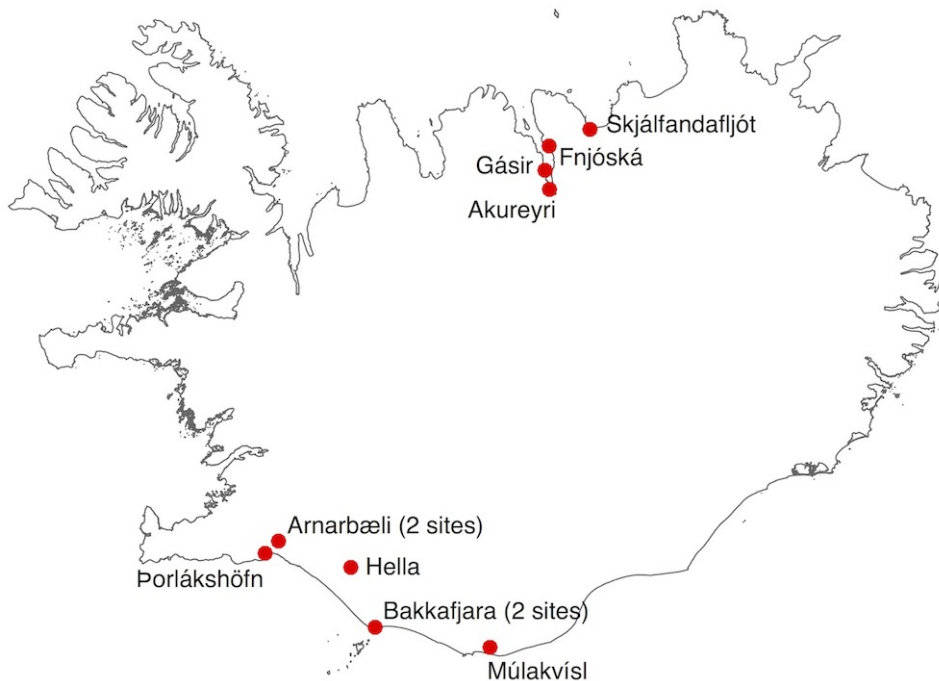 Skjálfandafljót
Fnjóská
Gásir
Akureyri
Arnarbæli (2 sites)
Þorlákshöfn
Hella
Bakkafjara (2 sites)
Múlakvísl